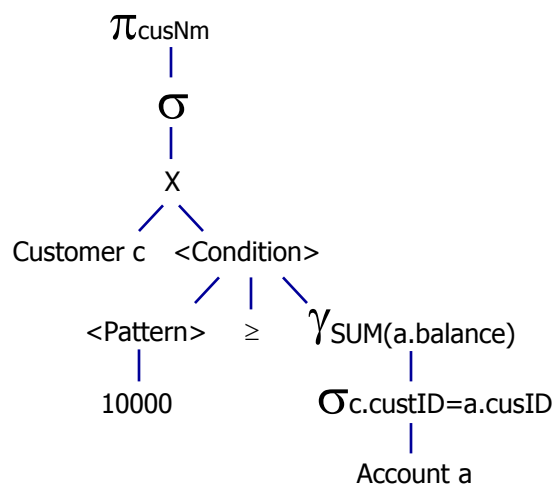 πcusNm
σ
X
Customer c <Condition>
<Pattern> ≥ γSUM(a.balance)
10000 σc.custID=a.cusID
Account a